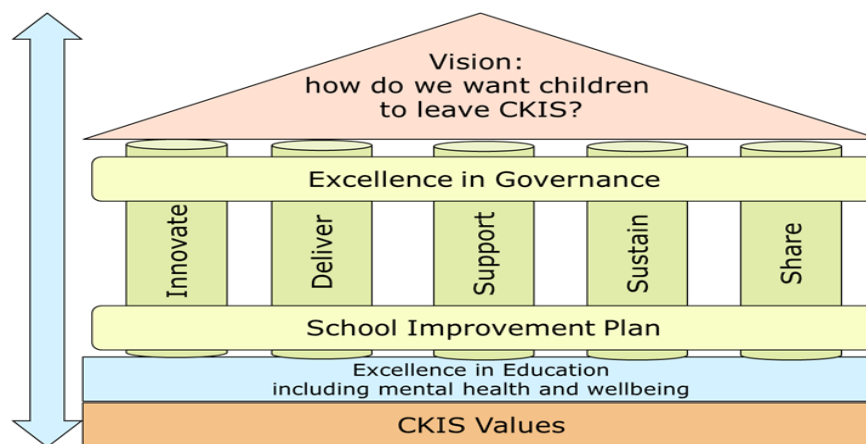 Vision:
how do we want children
to leave CKIS?
Excellence in Governance
Innovate
Deliver
Support
Sustain
Share
School Improvement Plan
Excellence in Education
including mental health and wellbeing
CKIS Values